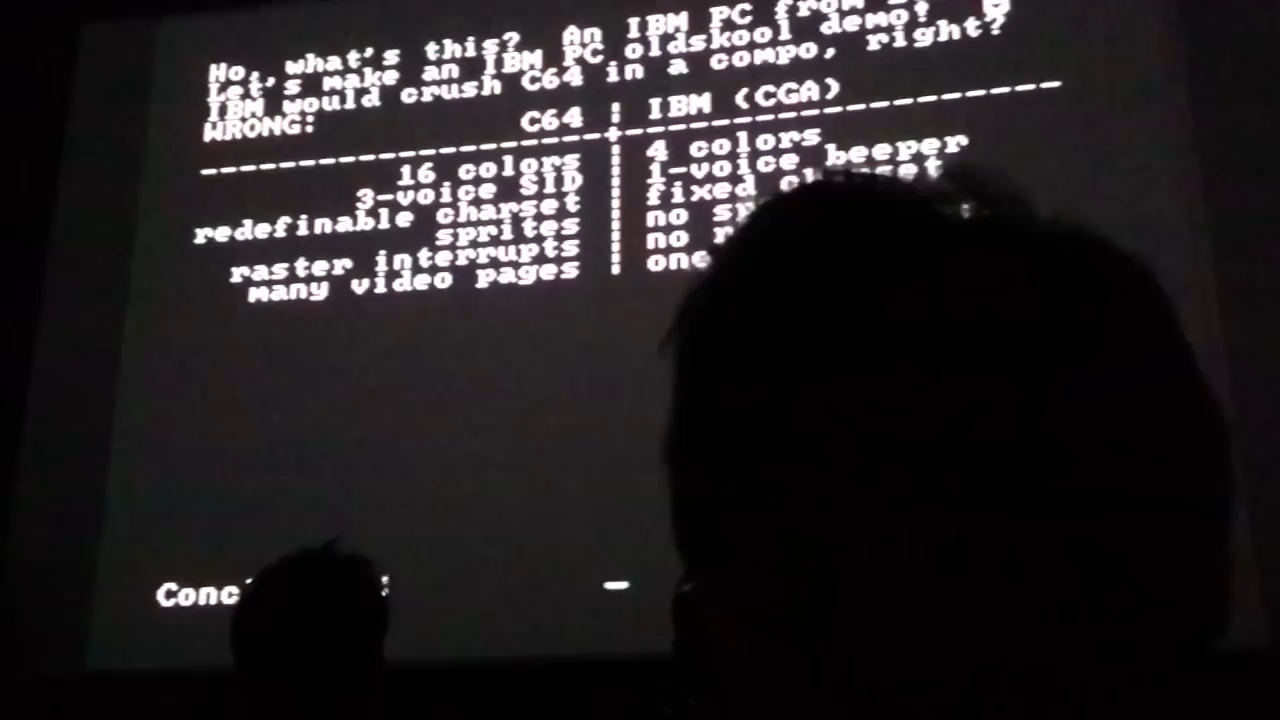 Ho, what's this? An IBM PC from
Let's make an IBM PC oldskool demo!
IBM would crush C64 in a compo, right?
WRONG:
C64 | IBM (CGA)
---------------------------+-----------------------------
16 colors | 4 colors
3-voice SID | 1-voice beeper
redefinable charset | fixed charset
sprites | no
raster interrupts | no
many video pages | one